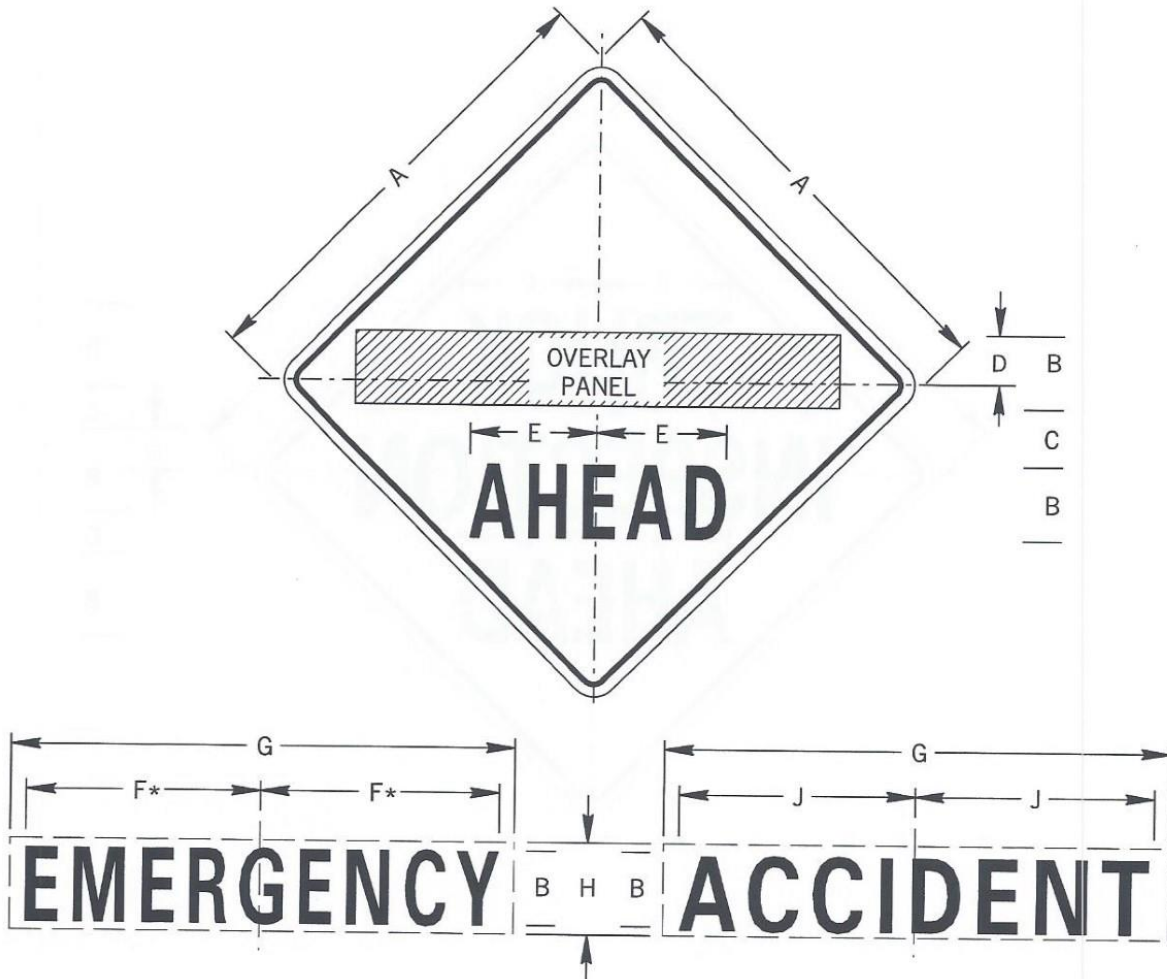 A A
OVERLAY
PANEL
D B
E E
C
AHEAD
B
G G
F* F* J J
EMERGENCY B H B ACCIDENT